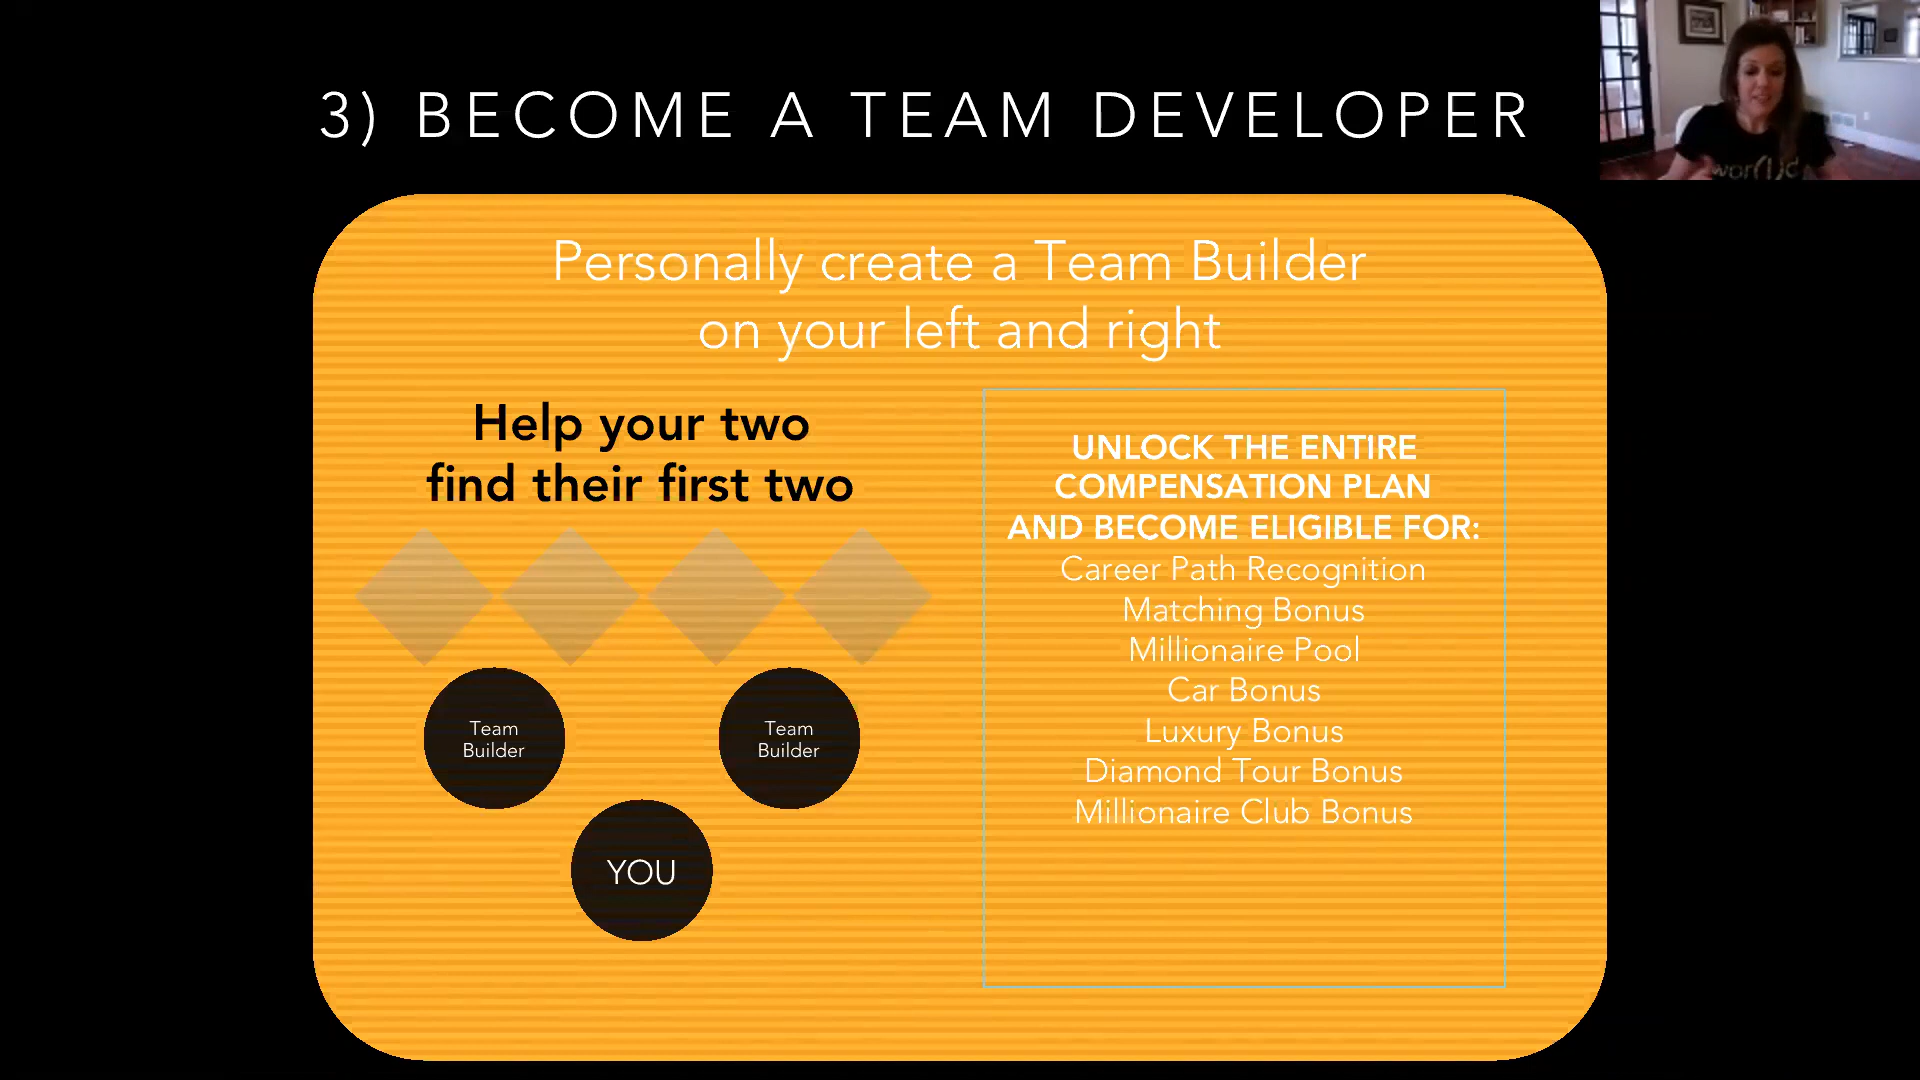 3) BECOME A TEAM DEVELOPER
wor(l)d
Personally create a Team Builder
on your left and right
Help your two
find their first two
Team
Builder
Team
Builder
YOU
UNLOCK THE ENTIRE
COMPENSATION PLAN
AND BECOME ELIGIBLE FOR:
Career Path Recognition
Matching Bonus
Millionaire Pool
Car Bonus
Luxury Bonus
Diamond Tour Bonus
Millionaire Club Bonus